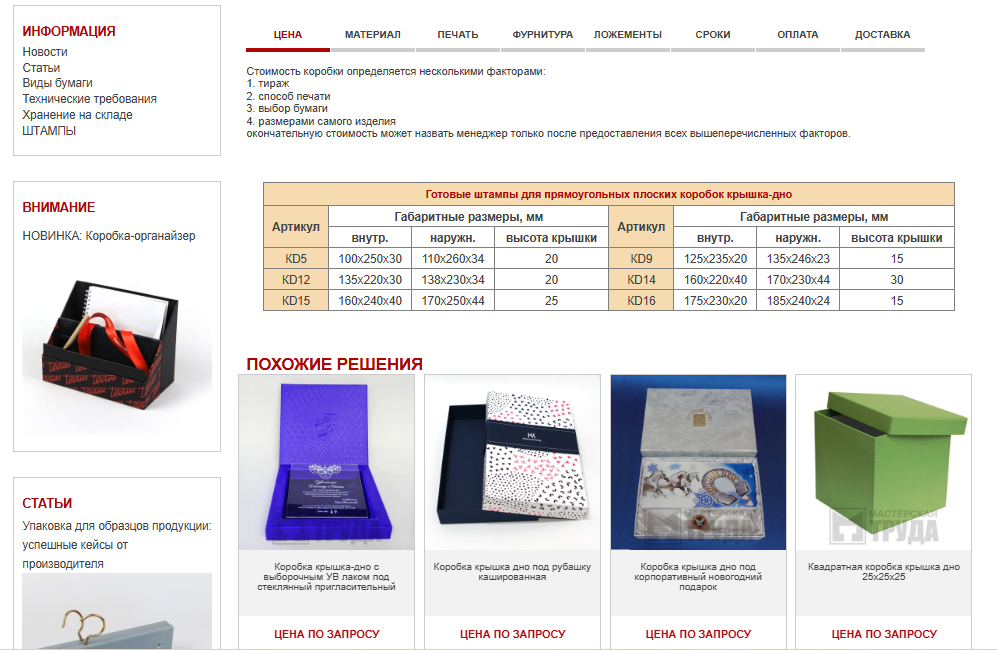 ИНФОРМАЦИЯ
Новости
Статьи
Виды бумаги
Технические требования
Хранение на складе
ШТАМПЫ
ВНИМАНИЕ
НОВИНКА: Коробка-органайзер
СТАТЬИ
Упаковка для образцов продукции:
успешные кейсы от
производителя
ЦЕНА МАТЕРИАЛ ПЕЧАТЬ ФУРНИТУРА ЛОЖЕМЕНТЫ СРОКИ ОПЛАТА ДОСТАВКА
Стоимость коробки определяется несколькими факторами:
1. тираж
2. способ печати
3. выбор бумаги
4. размерами самого изделия
окончательную стоимость может назвать менеджер только после предоставления всех вышеперечисленных факторов.
Готовые штампы для прямоугольных плоских коробок крышка-дно
Артикул Габаритные размеры, мм Артикул Габаритные размеры, мм
внутр. наружн. высота крышки внутр. наружн. высота крышки
KD5 100x250x30 110x260x34 20 KD9 125x235x20 135x246x23 15
KD12 135x220x30 138x230x34 20 KD14 160x220x40 170x230x44 30
KD15 160x240x40 170x250x44 25 KD16 175x230x20 185x240x24 15
ПОХОЖИЕ РЕШЕНИЯ
ТРУДА
МАСТЕРСКАЯ
ТРУДА
Коробка крышка-дно с
выборочным УВ лаком под
стеклянный пригласительный
ЦЕНА ПО ЗАПРОСУ
Коробка крышка дно под рубашку
кашированная
ЦЕНА ПО ЗАПРОСУ
Коробка крышка дно под
корпоративный новогодний
подарок
ЦЕНА ПО ЗАПРОСУ
Квадратная коробка крышка дно
25х25х25
ЦЕНА ПО ЗАПРОСУ